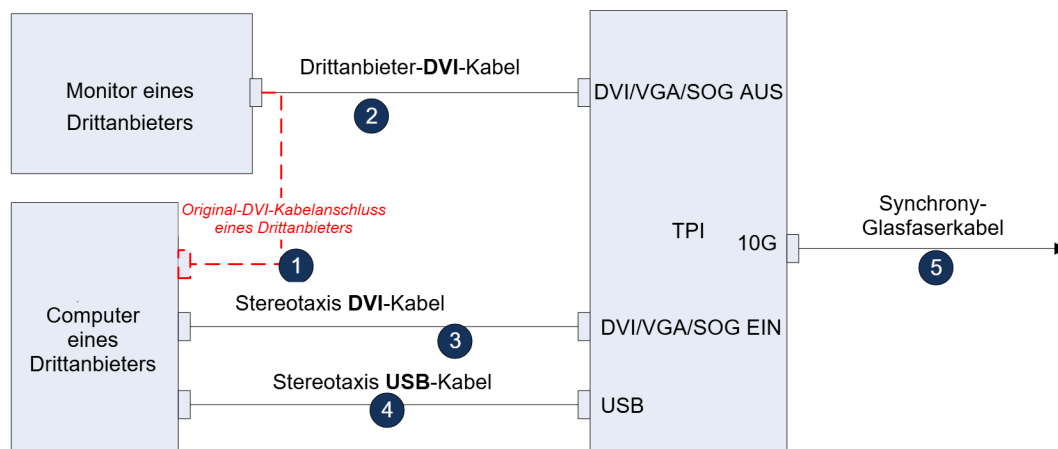 Monitor eines
Drittanbieters
Drittanbieter-DVI-Kabel
2
DVI/VGA/SOG AUS
Original-DVI-Kabelanschluss
eines Drittanbieters
1
Computer
eines
Drittanbieters
Stereotaxis DVI-Kabel
3
DVI/VGA/SOG EIN
Stereotaxis USB-Kabel
4
USB
TPI
10G
Synchrony-
Glasfaserkabel
5